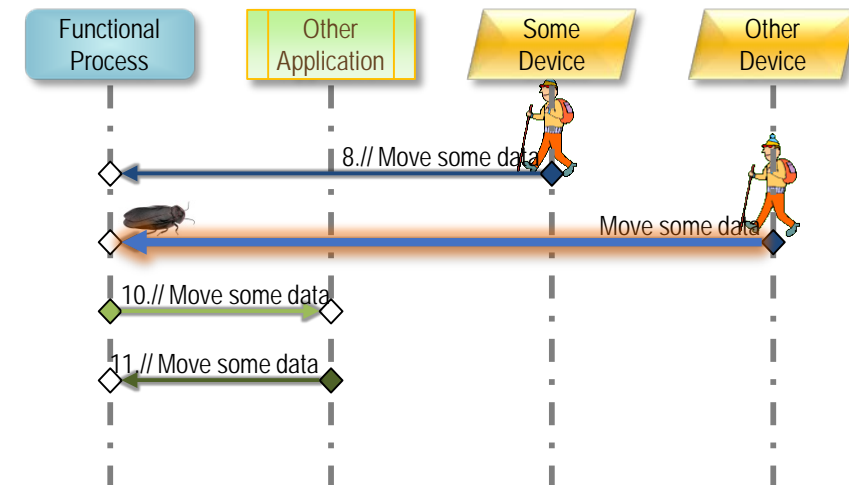 Functional
Process
Other
Application
Some
Device
Other
Device
8.// Move some data
Move some data
10.// Move some data
11.// Move some data